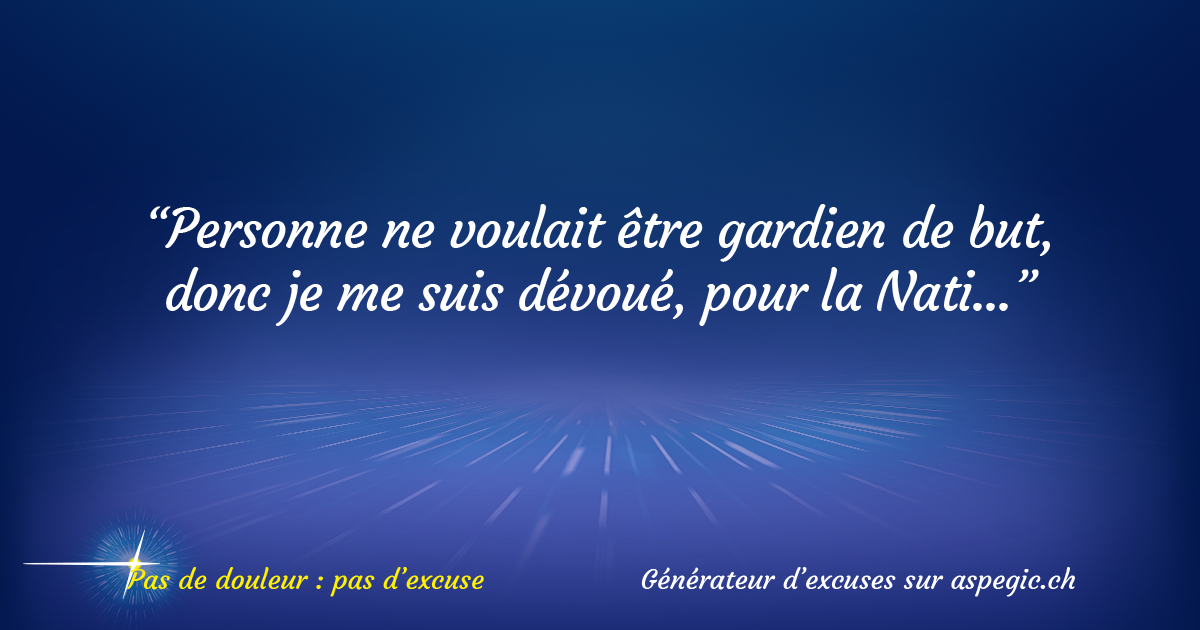 “Personne ne voulait être gardien de but,
donc je me suis dévoué, pour la Nati...”
Pas de douleur : pas d’excuse
Générateur d’excuses sur aspegic.ch